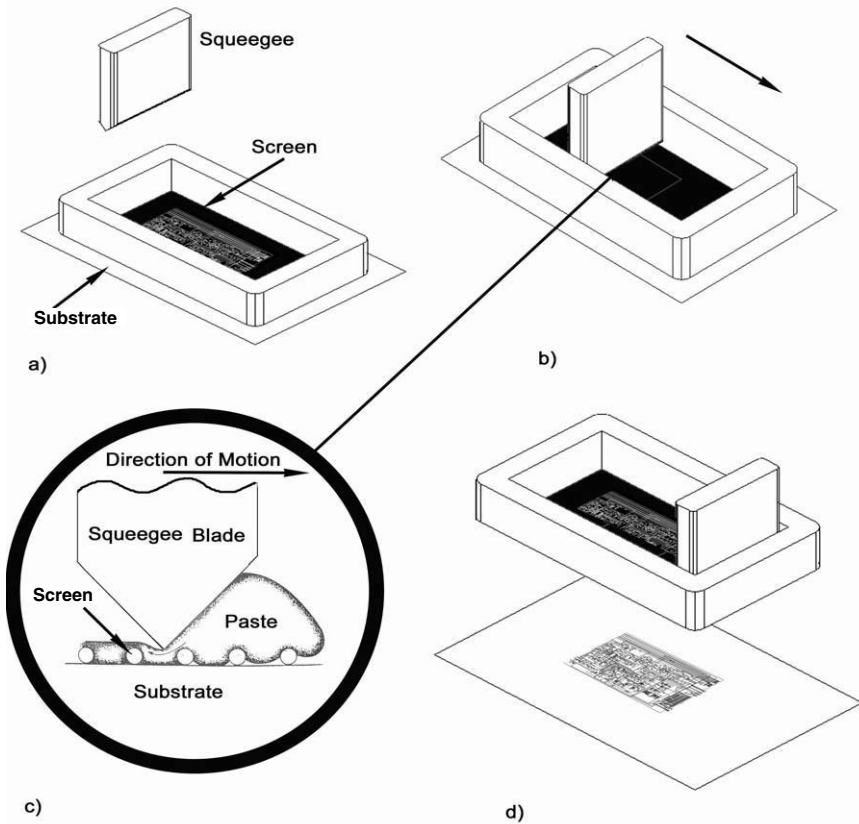 Squeegee
Screen
Substrate
a)
b)
Direction of Motion
Squeegee Blade
Screen
Paste
Substrate
c)
d)